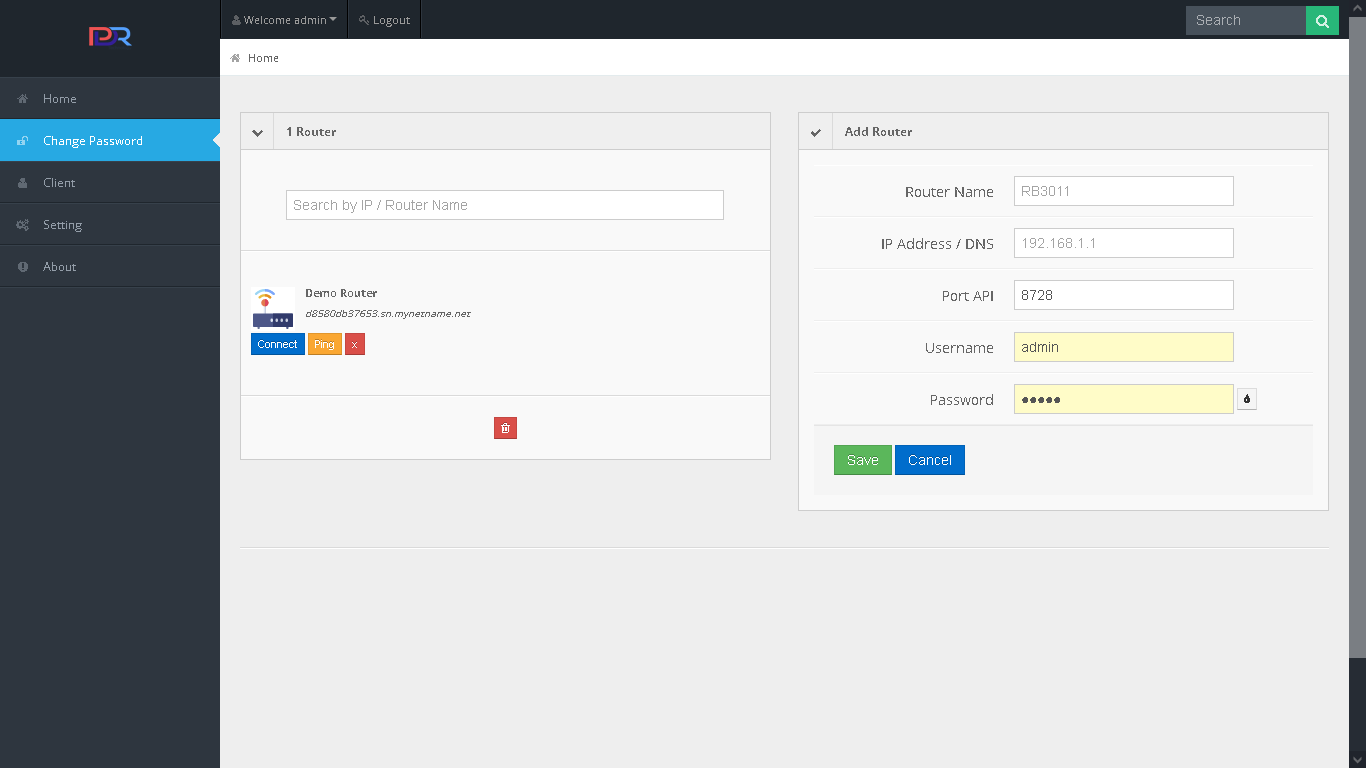 PDR
Welcome admin
Logout
Search
Home
Home
Change Password
Client
Setting
About
1 Router
Search by IP / Router Name
Demo Router
d8580db37653.sn.mynetname.net
Connect
Ping
x
Add Router
Router Name
RB3011
IP Address / DNS
192.168.1.1
Port API
8728
Username
admin
Password
•••••
Save
Cancel